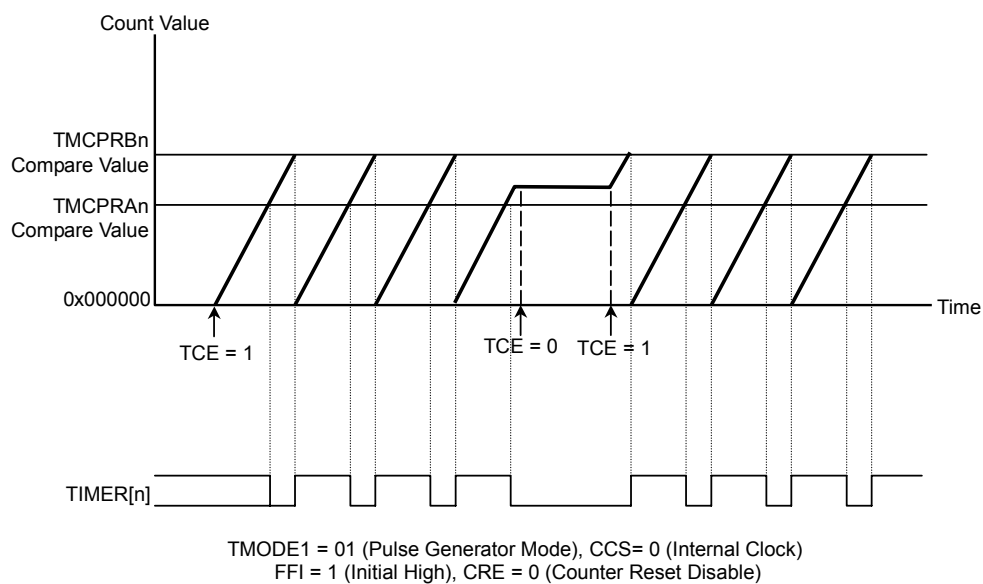 Count Value
TMCPRBn
Compare Value
TMCPRAn
Compare Value
0x000000
Time
TCE = 1
TCE = 0
TCE = 1
TIMER[n]
TMODE1 = 01 (Pulse Generator Mode), CCS= 0 (Internal Clock)
FFI = 1 (Initial High), CRE = 0 (Counter Reset Disable)